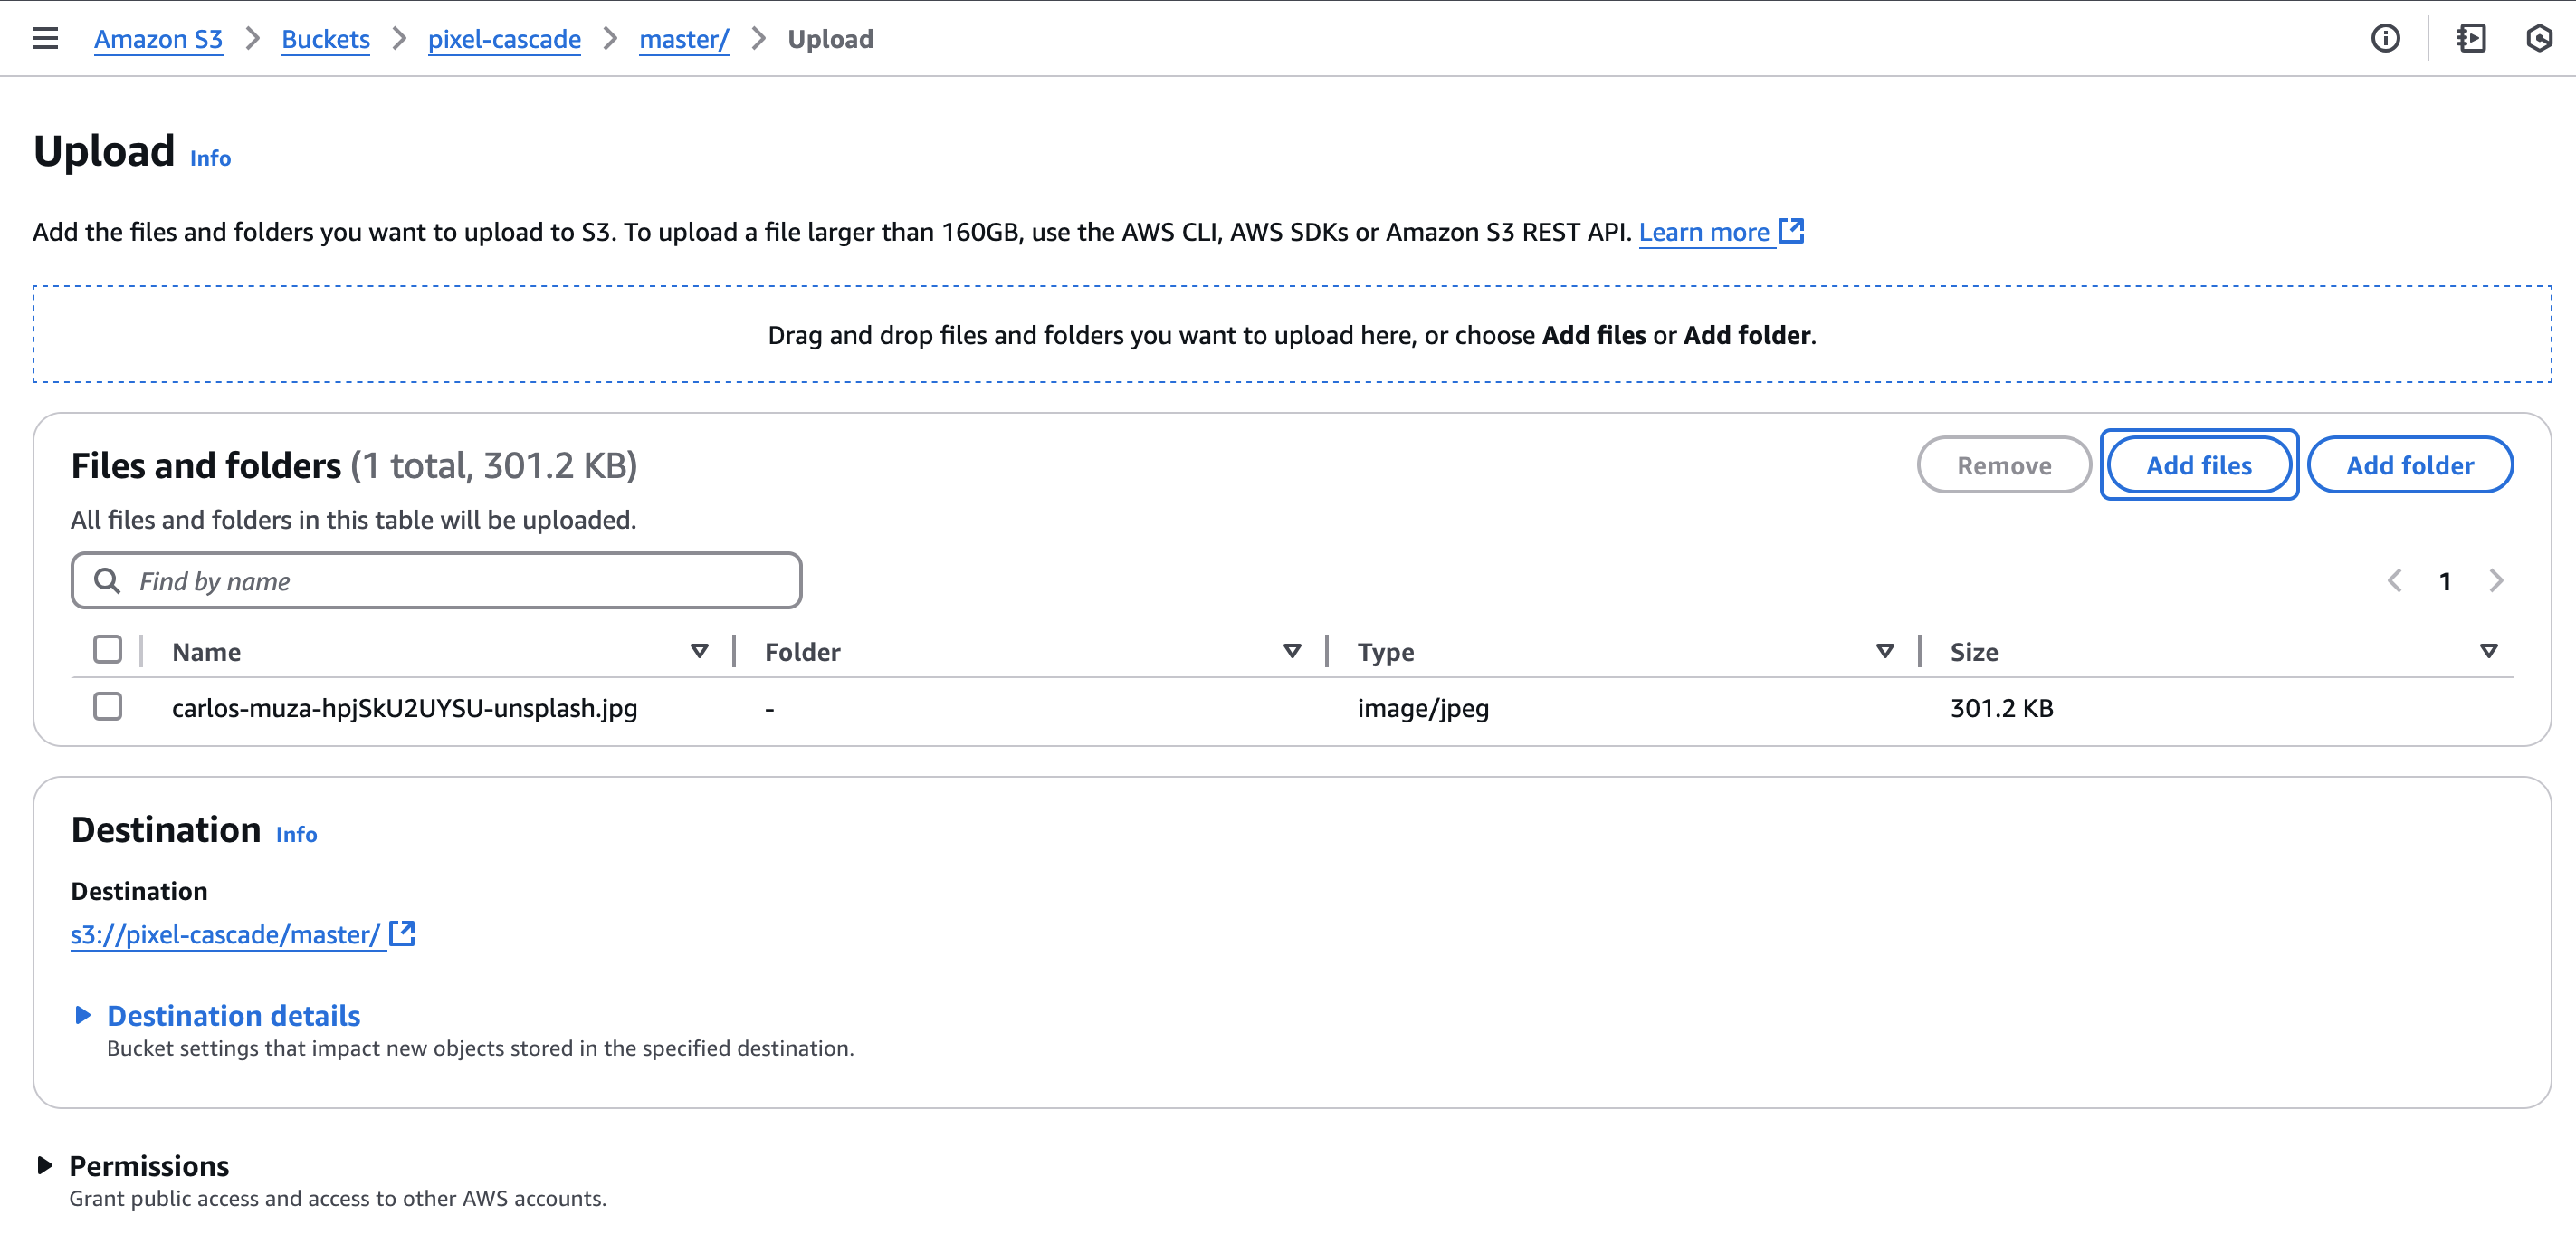 Amazon S3 > Buckets > pixel-cascade > master/ > Upload
Upload Info
Add the files and folders you want to upload to S3. To upload a file larger than 160GB, use the AWS CLI, AWS SDKs or Amazon S3 REST API. Learn more
Drag and drop files and folders you want to upload here, or choose Add files or Add folder.
Files and folders (1 total, 301.2 KB)
Remove Add files Add folder
All files and folders in this table will be uploaded.
Find by name
1
Name Folder Type Size
carlos-muza-hpjSkU2UYSU-unsplash.jpg - image/jpeg 301.2 KB
Destination Info
Destination
s3://pixel-cascade/master/
Destination details
Bucket settings that impact new objects stored in the specified destination.
Permissions
Grant public access and access to other AWS accounts.